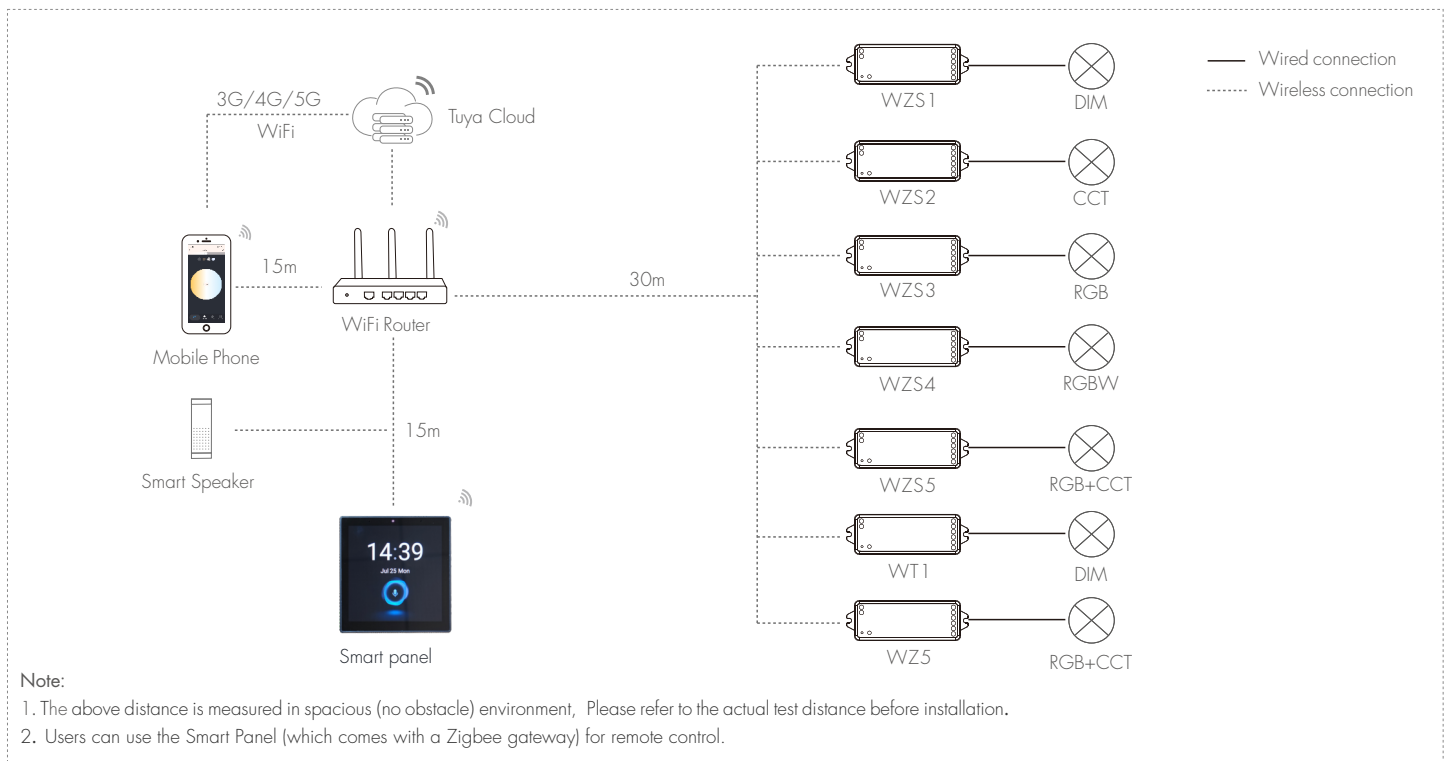 3G/4G/5G
WiFi
Tuya Cloud
15m
WiFi Router
Mobile Phone
15m
Smart Speaker
14:39
Jul 25 Mon
Smart panel
30m
WZS1
DIM
WZS2
CCT
WZS3
RGB
WZS4
RGBW
WZS5
RGB+CCT
WT1
DIM
WZ5
RGB+CCT
Wired connection
Wireless connection
Note:
1. The above distance is measured in spacious (no obstacle) environment, Please refer to the actual test distance before installation.
2. Users can use the Smart Panel (which comes with a Zigbee gateway) for remote control.